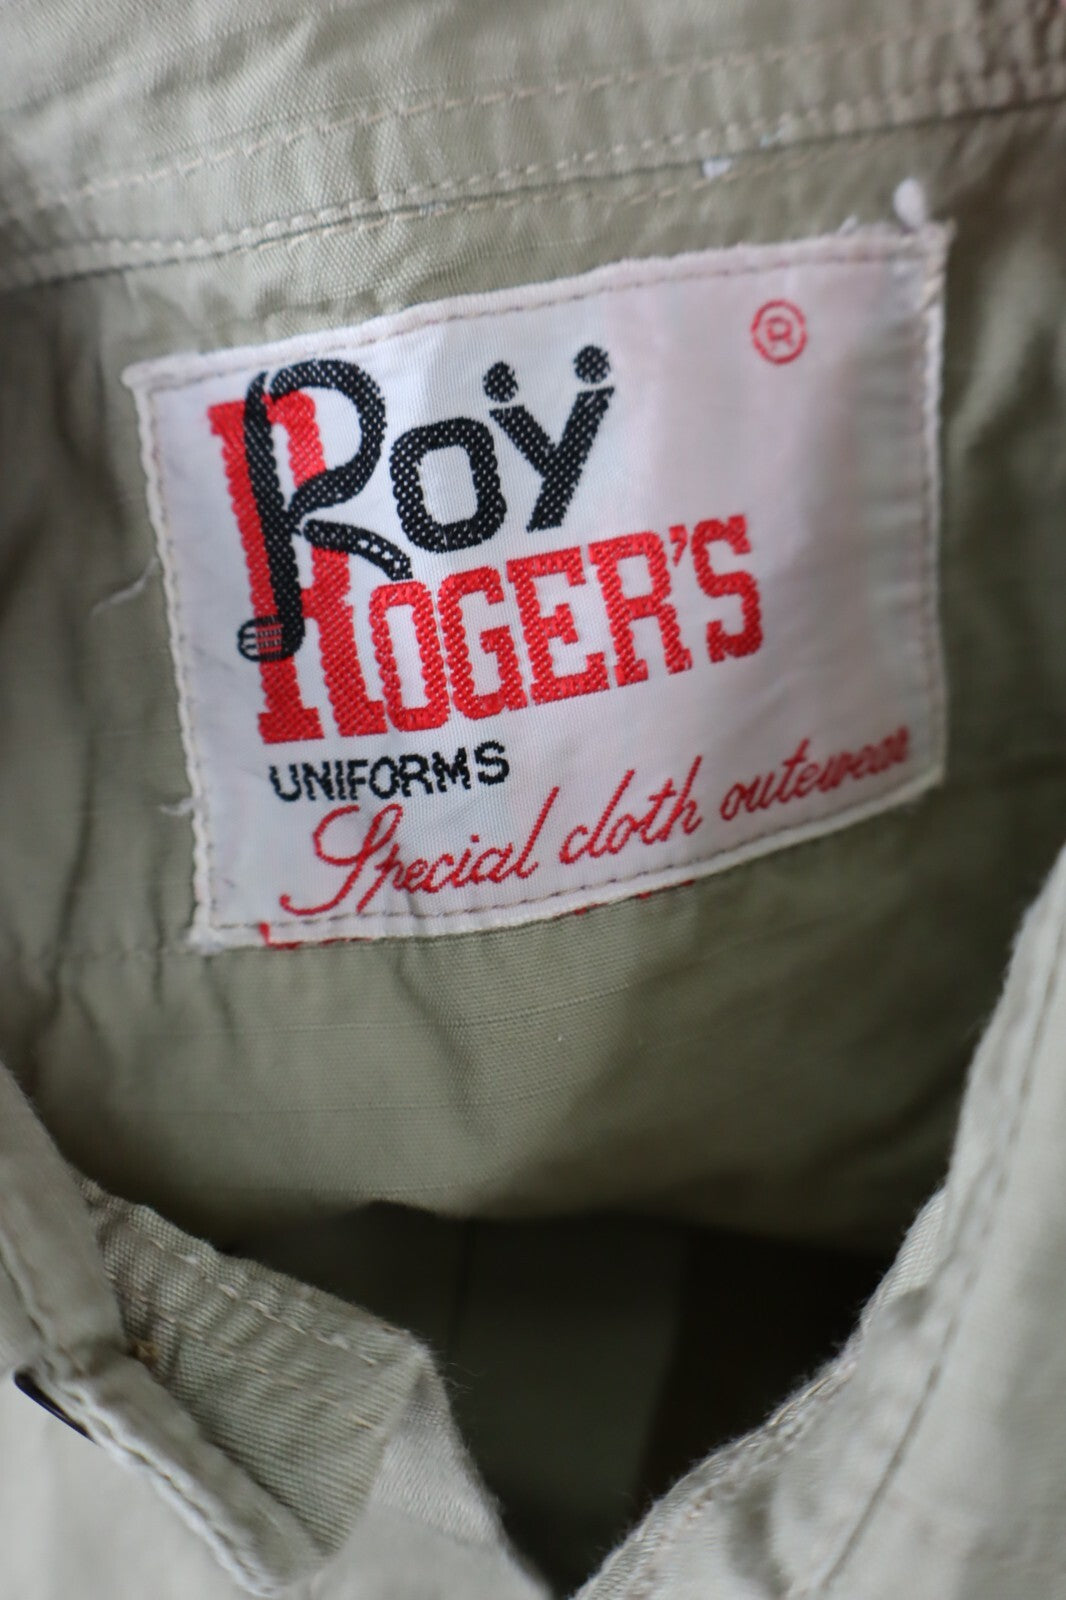 ®
Roy
ROGER'S
UNIFORMS
Special cloth outewear